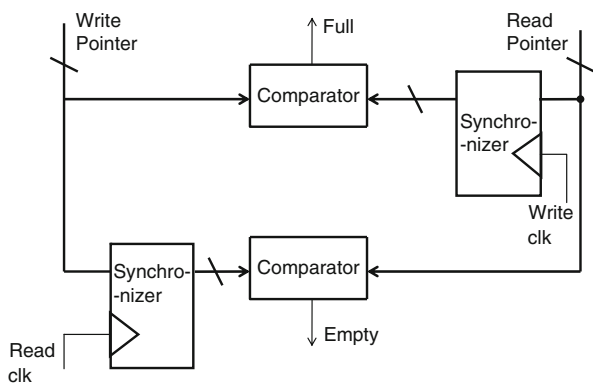 Write
Pointer
Full
Read
Pointer
Comparator
Synchro-
-nizer
Write
clk
Synchro-
-nizer
Comparator
Read
clk
Empty